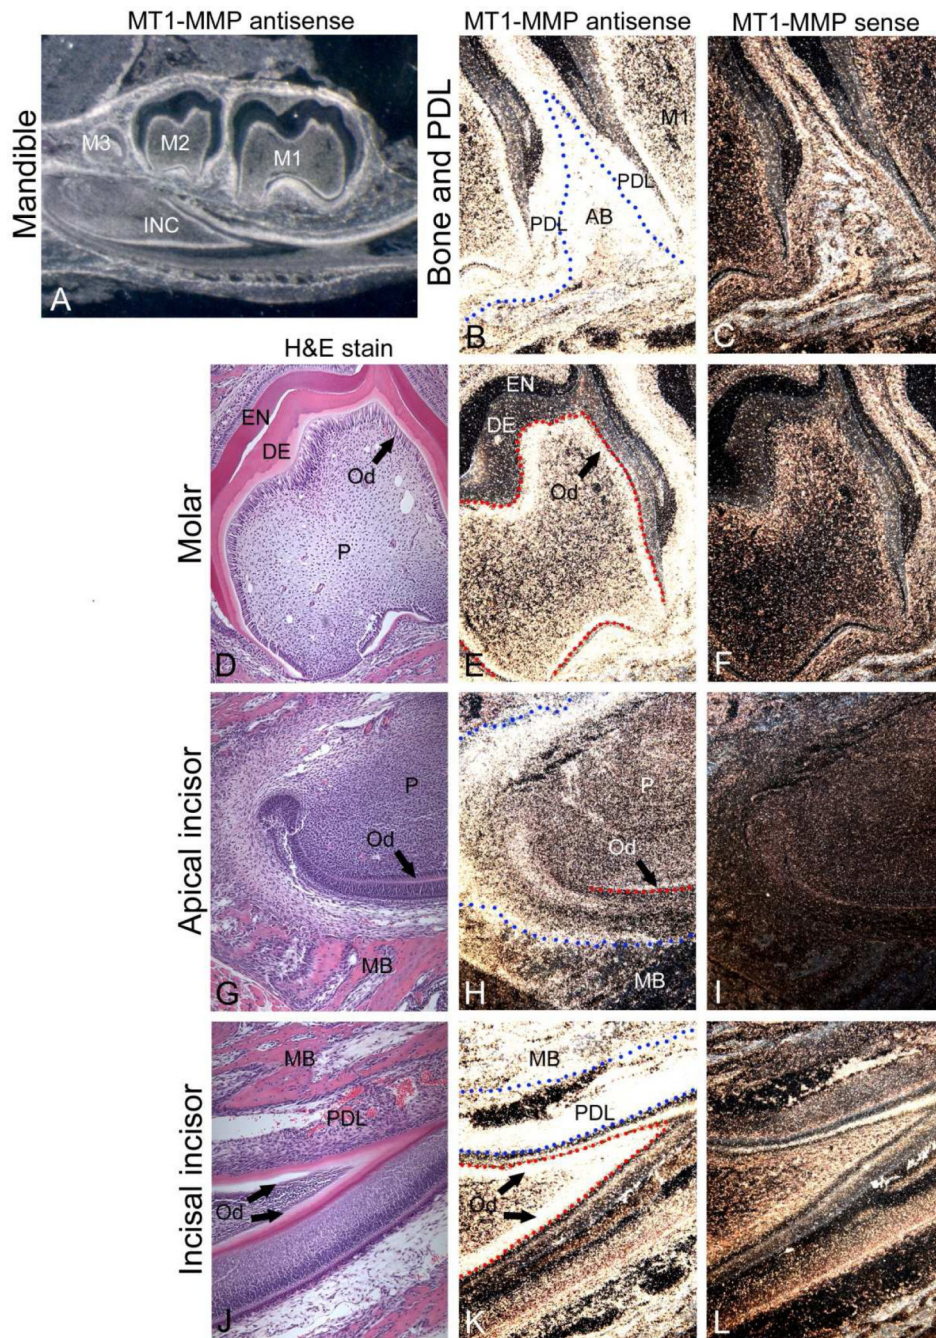 MT1-MMP antisense
MT1-MMP antisense
MT1-MMP sense
Mandible
M3
M2
M1
INC
A
Bone and PDL
M1
PDL
PDL
AB
B
C
H&E stain
Molar
EN
DE
Od
P
D
EN
DE
Od
E
F
Apical incisor
P
Od
MB
G
P
Od
MB
H
I
Incisal incisor
MB
PDL
Od
J
MB
PDL
Od
K
L